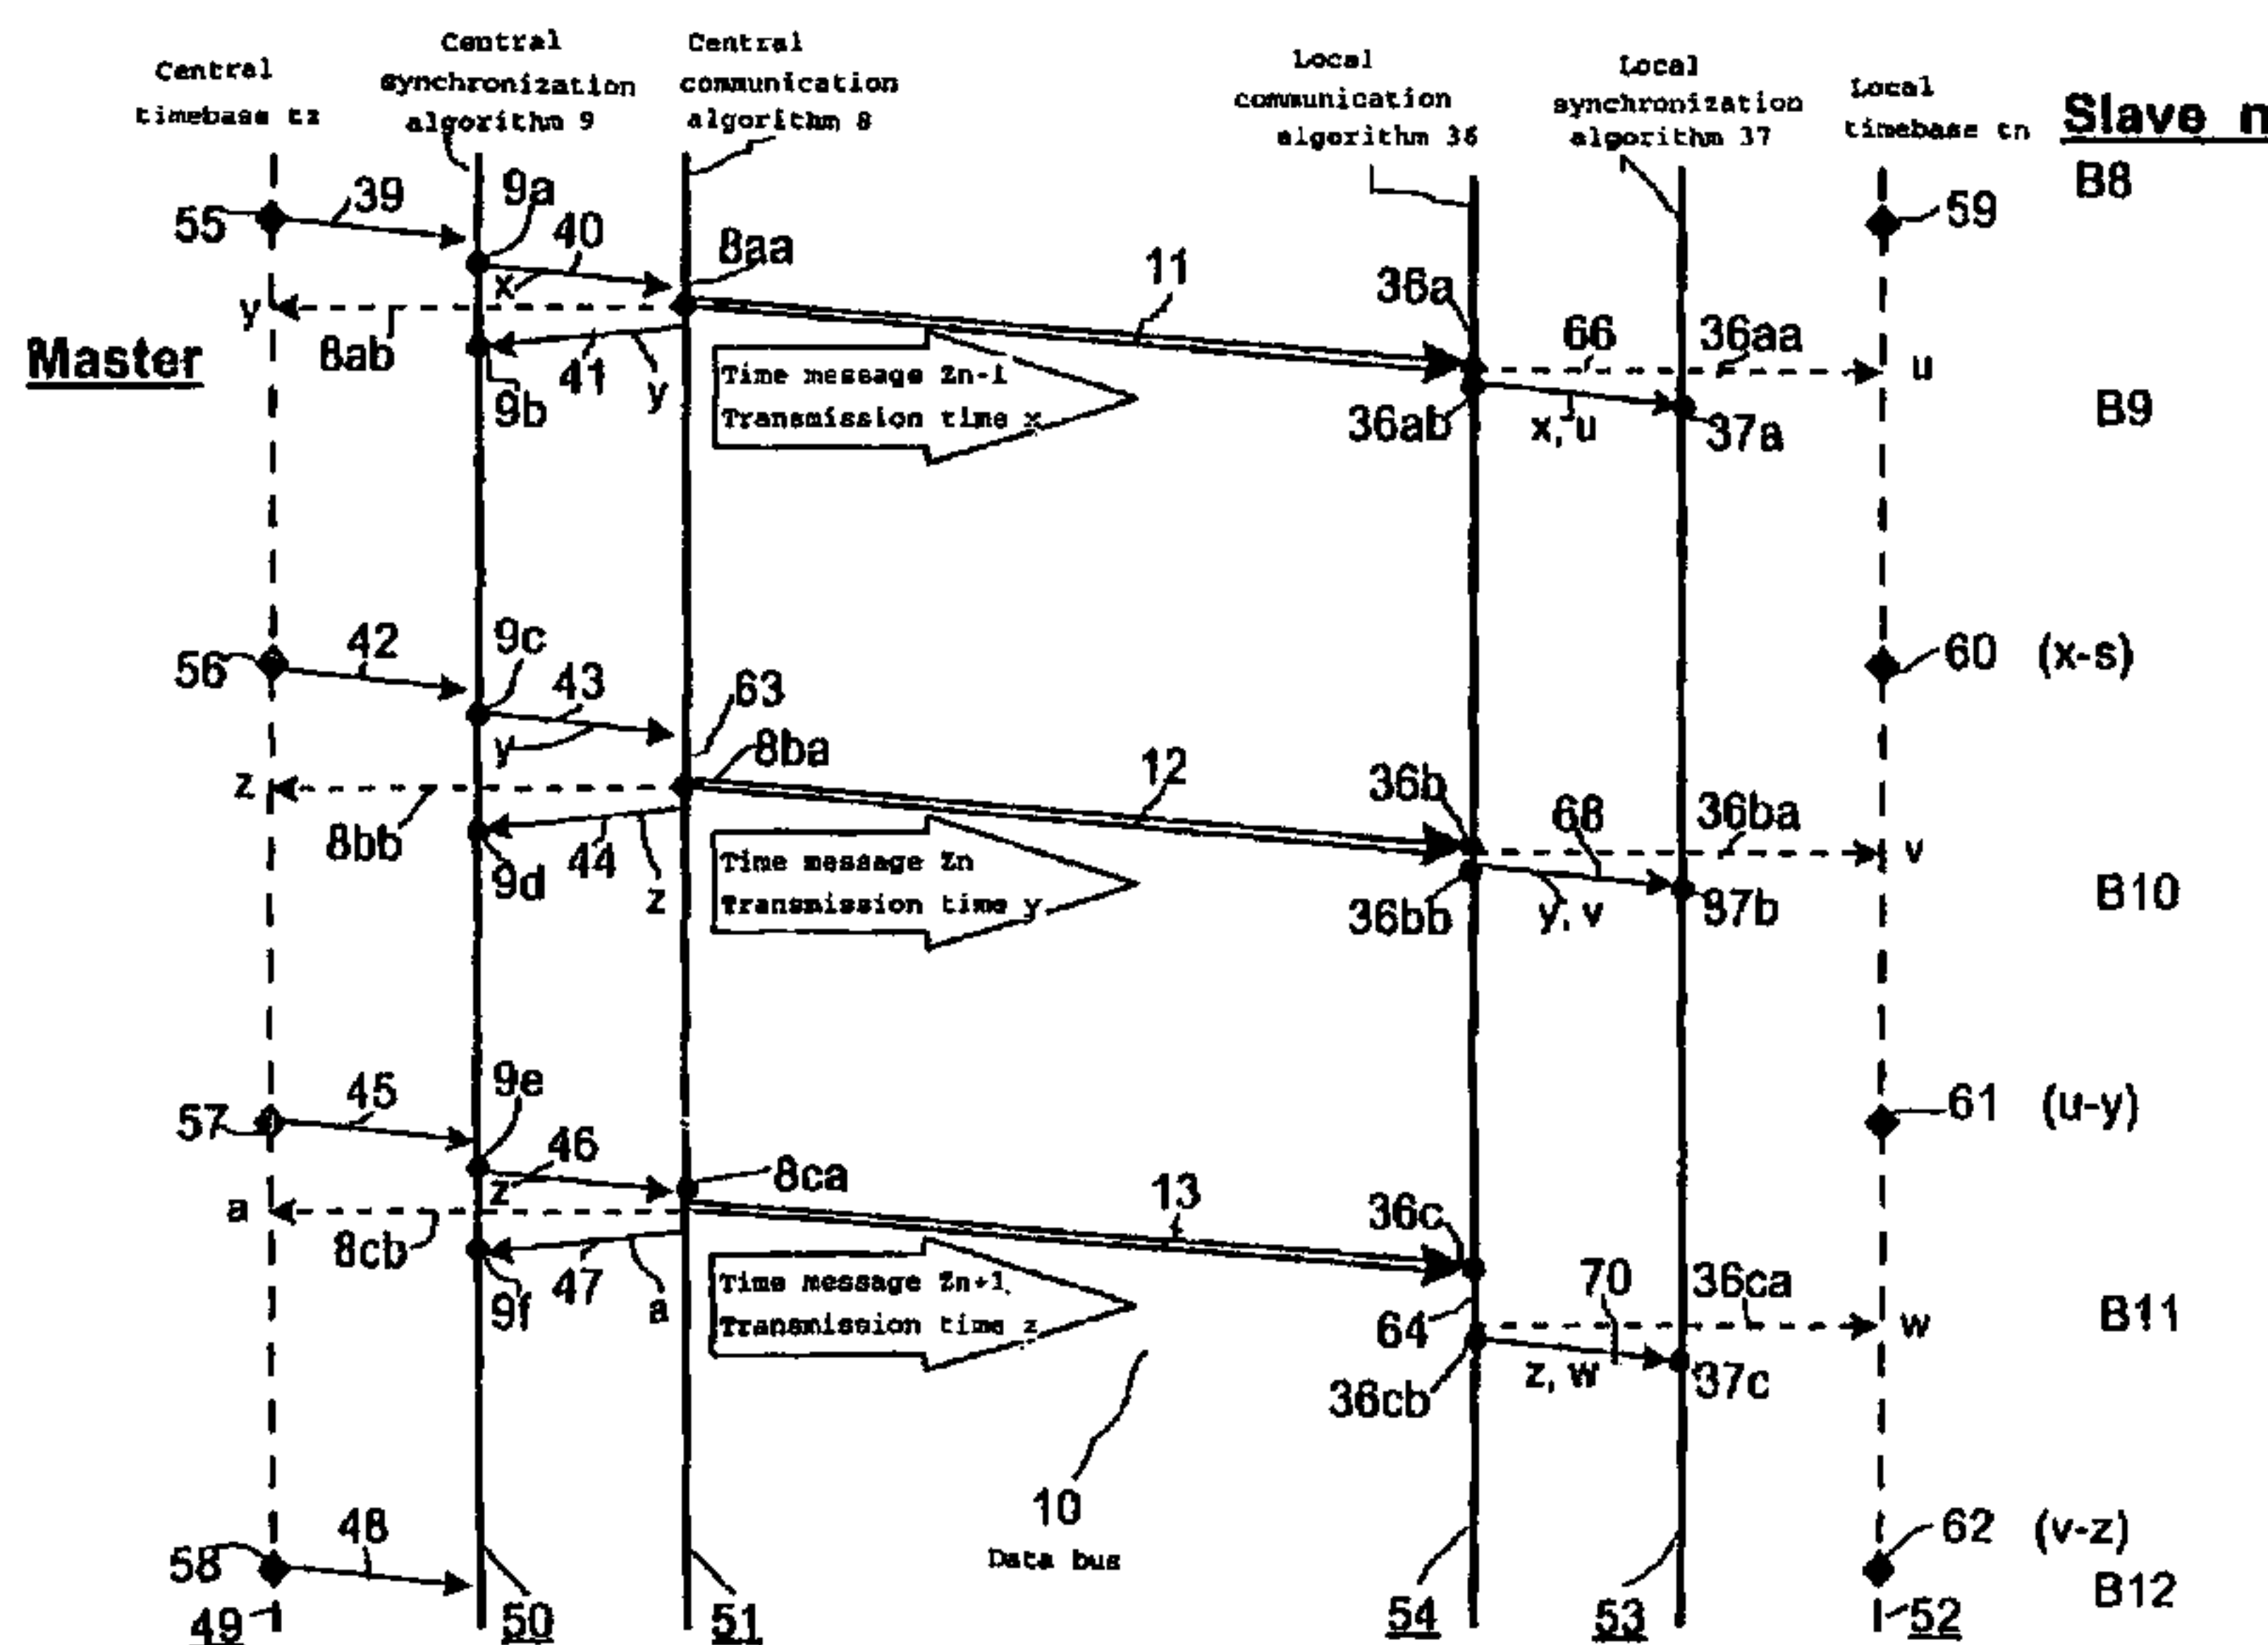 Central
timebase tz
Central
synchronization
algorithm 9
Central
communication
algorithm 8
Local
communication
algorithm 36
Local
synchronization
algorithm 37
Local
timebase tn
Slave n
B8
55
39
9a
40
x
8aa
59
y
8ab
41
y
9b
11
36a
66
36aa
u
Master
Time message Zn-1
Transmission time x
36ab
x, u
37a
B9
56
42
9c
43
y
63
8ba
60 (x-s)
z
8bb
44
z
9d
12
36b
68
36ba
v
Time message Zn
Transmission time y
36bb
y, v
37b
B10
57
45
9e
46
z
8ca
61 (u-y)
a
8cb
47
a
9f
13
36c
70
36ca
w
Time message Zn+1
Transmission time z
64
36cb
z, w
37c
B11
10
Data bus
58
48
62 (v-z)
B12
49
50
51
54
53
52